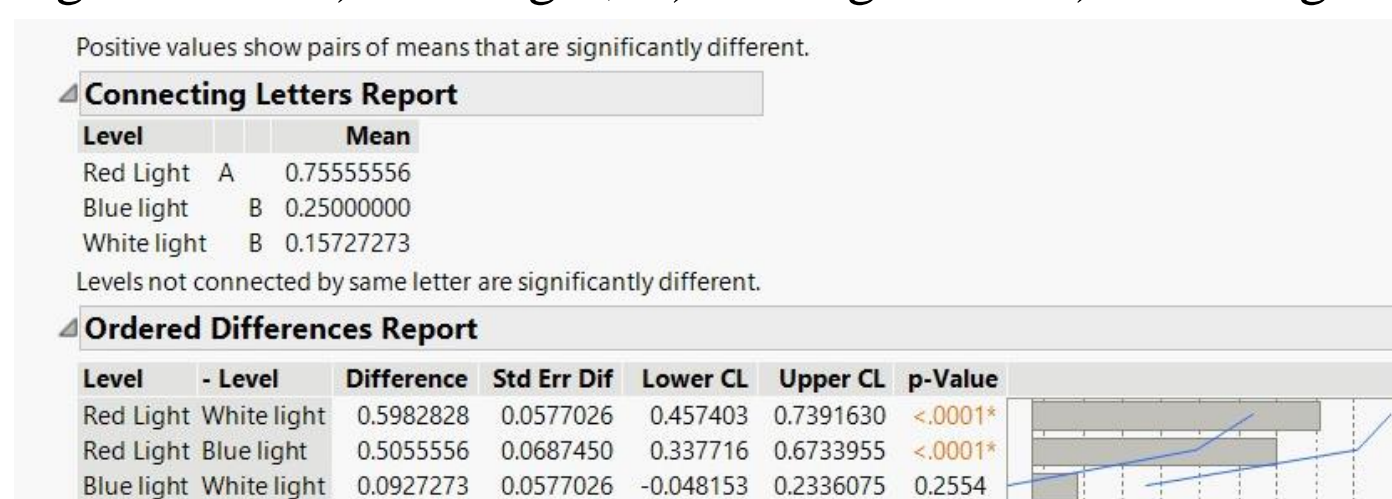 Positive values show pairs of means that are significantly different.
Connecting Letters Report
Level Mean
Red Light A 0.75555556
Blue light B 0.25000000
White light B 0.15727273
Levels not connected by same letter are significantly different.
Ordered Differences Report
Level - Level Difference Std Err Dif Lower CL Upper CL p-Value
Red Light White light 0.5982828 0.0577026 0.457403 0.7391630 <.0001*
Red Light Blue light 0.5055556 0.0687450 0.337716 0.6733955 <.0001*
Blue light White light 0.0927273 0.0577026 -0.048153 0.2336075 0.2554